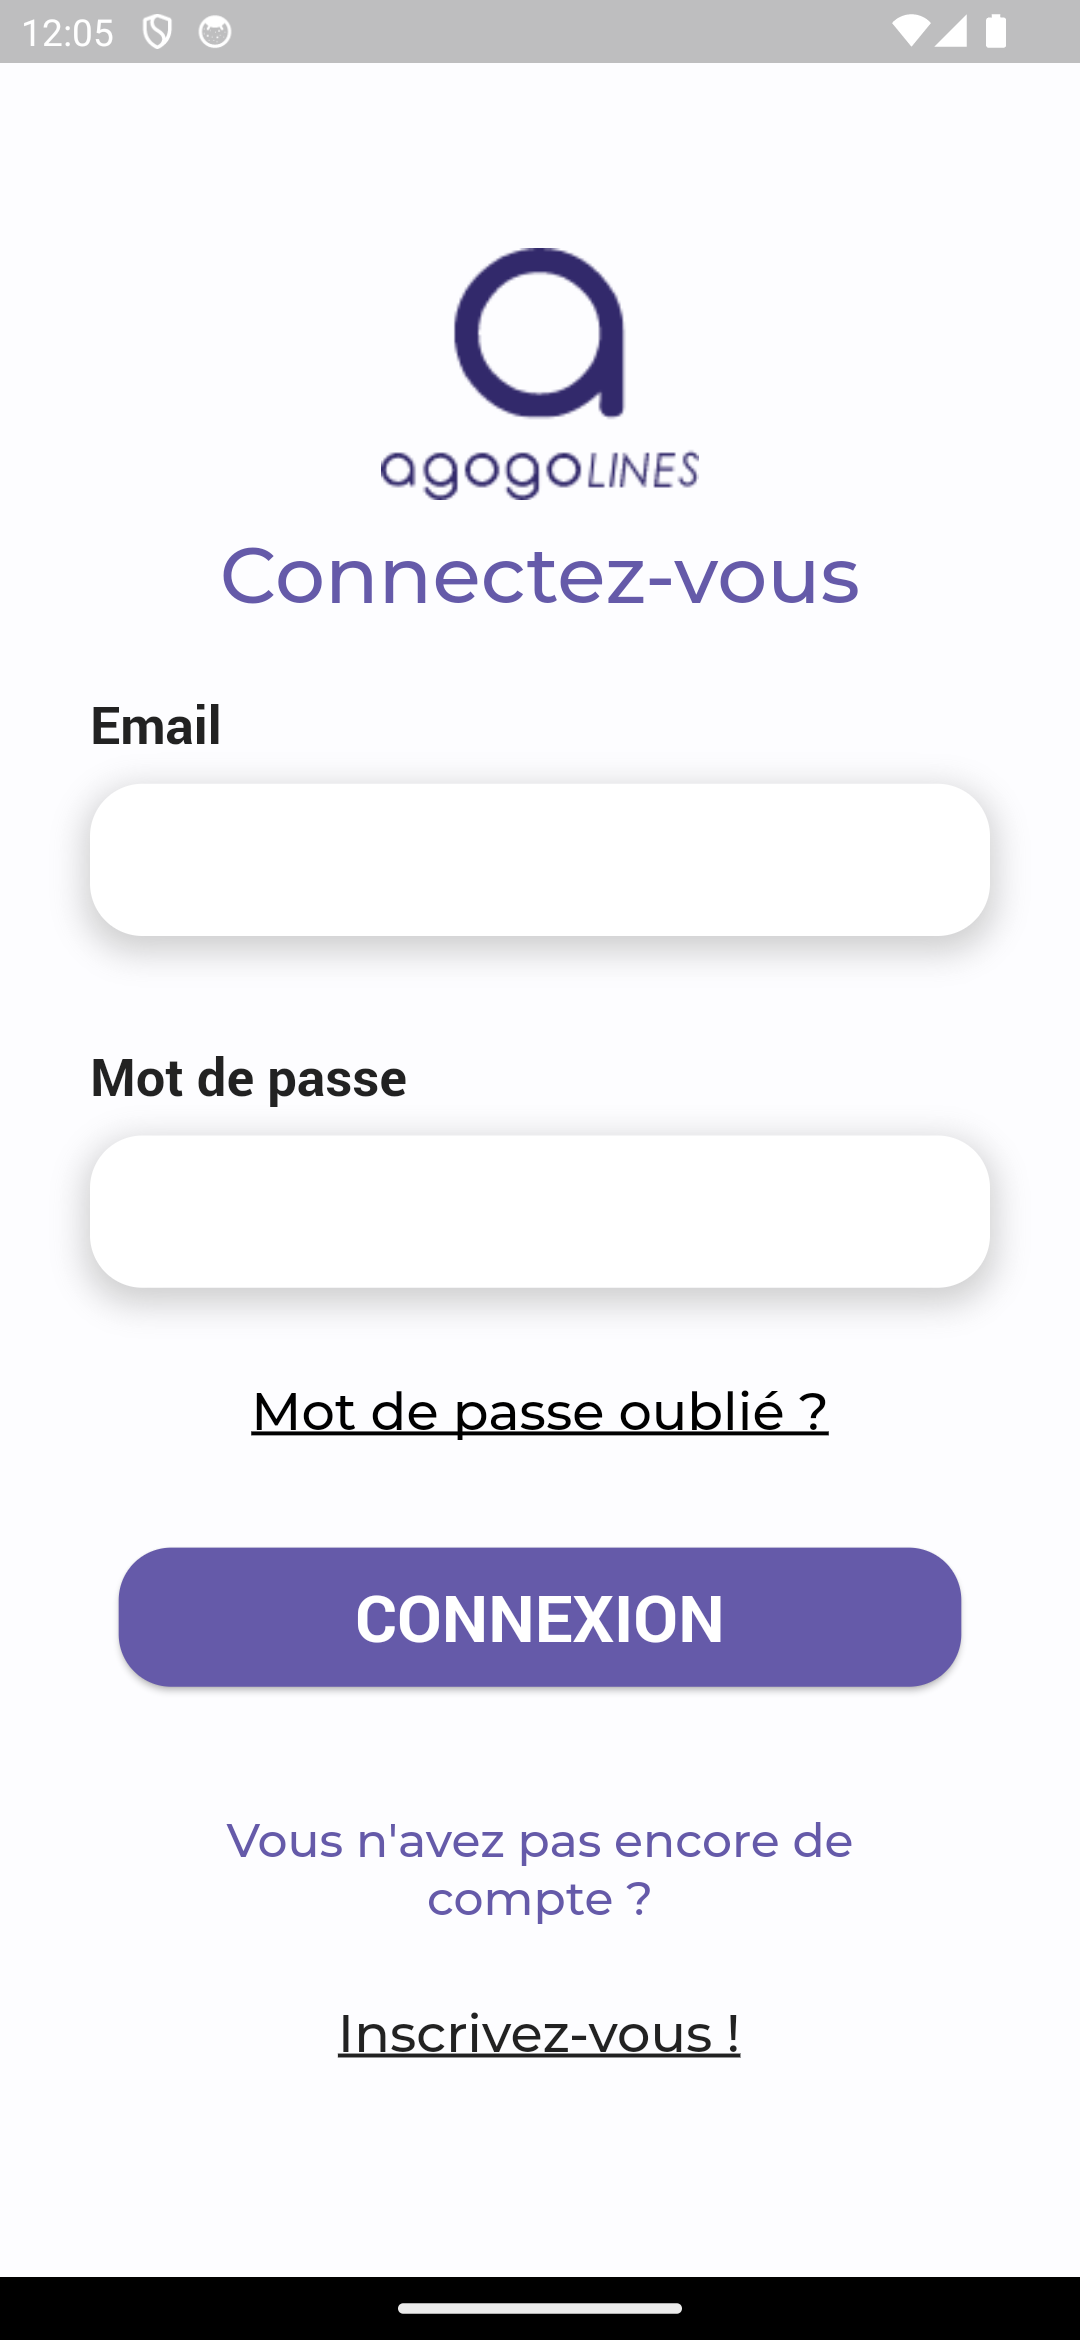 12:05
agogoLINES
Connectez-vous
Email
Mot de passe
Mot de passe oublié ?
CONNEXION
Vous n'avez pas encore de
compte ?
Inscrivez-vous !